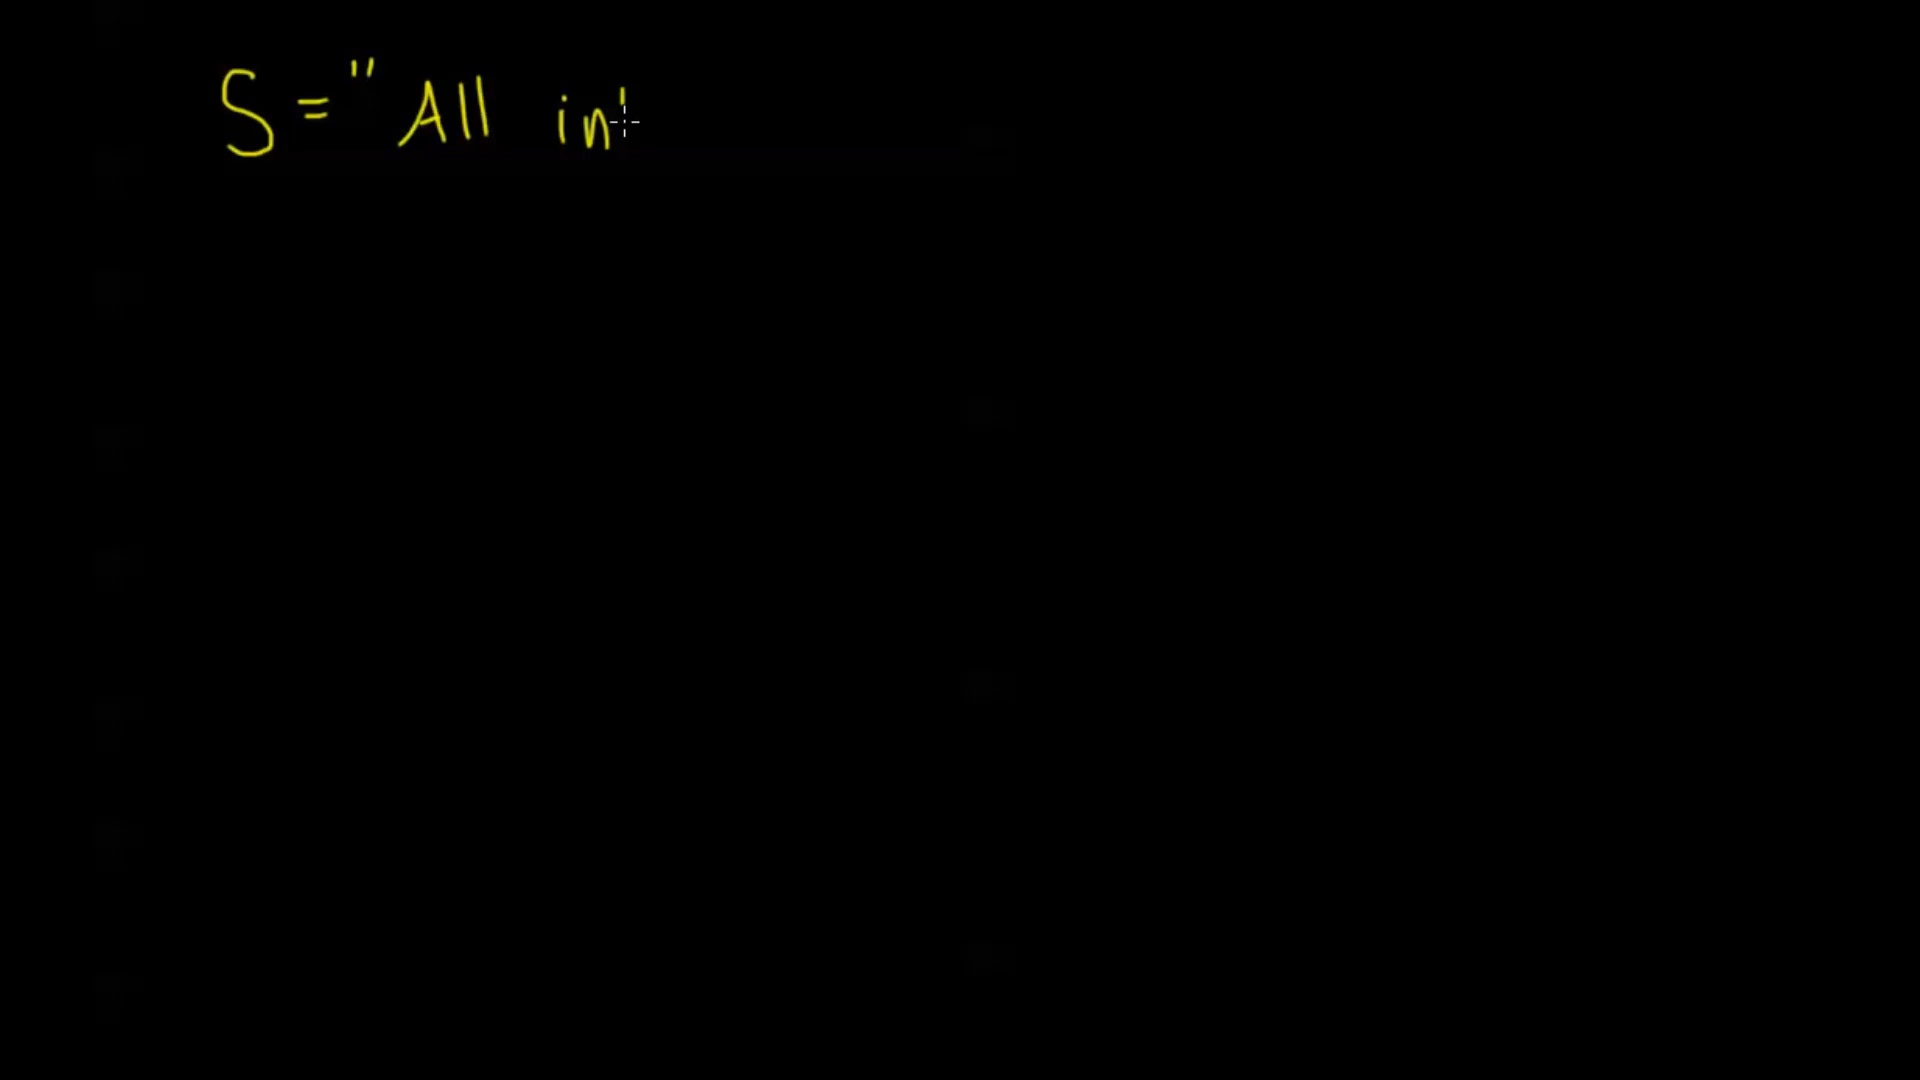 S = " All in